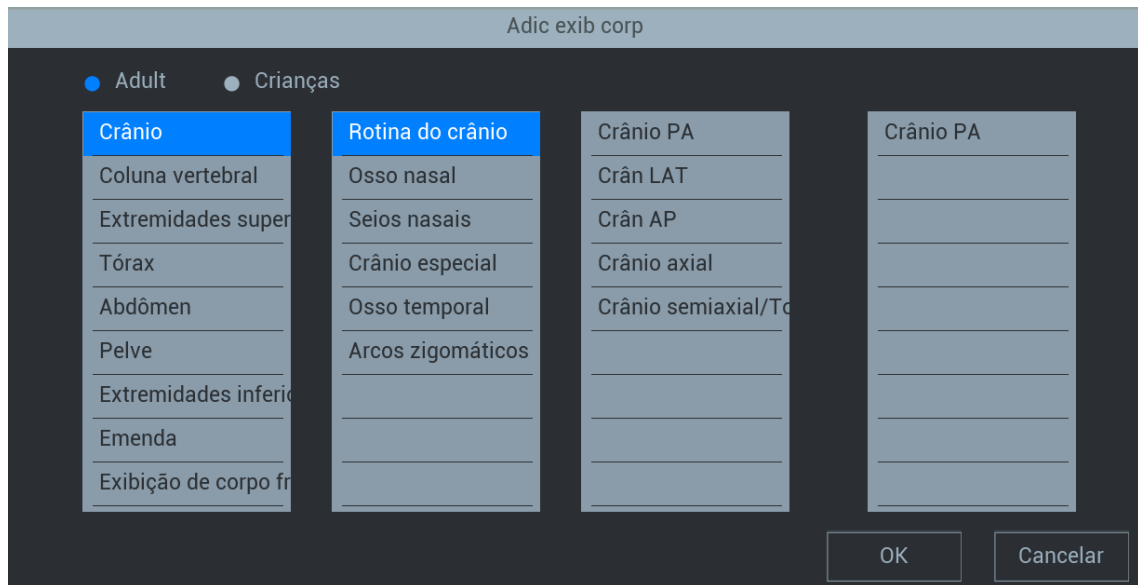 Adic exib corp
Adult
Crianças
Crânio
Coluna vertebral
Extremidades super
Tórax
Abdômen
Pelve
Extremidades inferi
Emenda
Exibição de corpo fr
Rotina do crânio
Osso nasal
Seios nasais
Crânio especial
Osso temporal
Arcos zigomáticos
Crânio PA
Crân LAT
Crân AP
Crânio axial
Crânio semiaxial/To
Crânio PA
OK
Cancelar